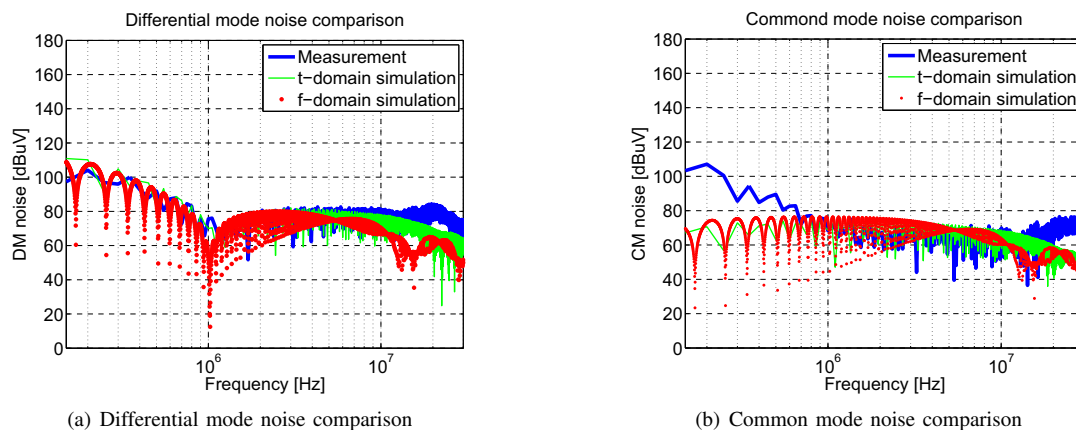 Differential mode noise comparison
180
160
140
120
100
80
60
40
20
0
DM noise [dBuV]
Measurement
t−domain simulation
f−domain simulation
10^6
10^7
Frequency [Hz]
(a) Differential mode noise comparison
Commond mode noise comparison
180
160
140
120
100
80
60
40
20
0
CM noise [dBuV]
Measurement
t−domain simulation
f−domain simulation
10^6
10^7
Frequency [Hz]
(b) Common mode noise comparison